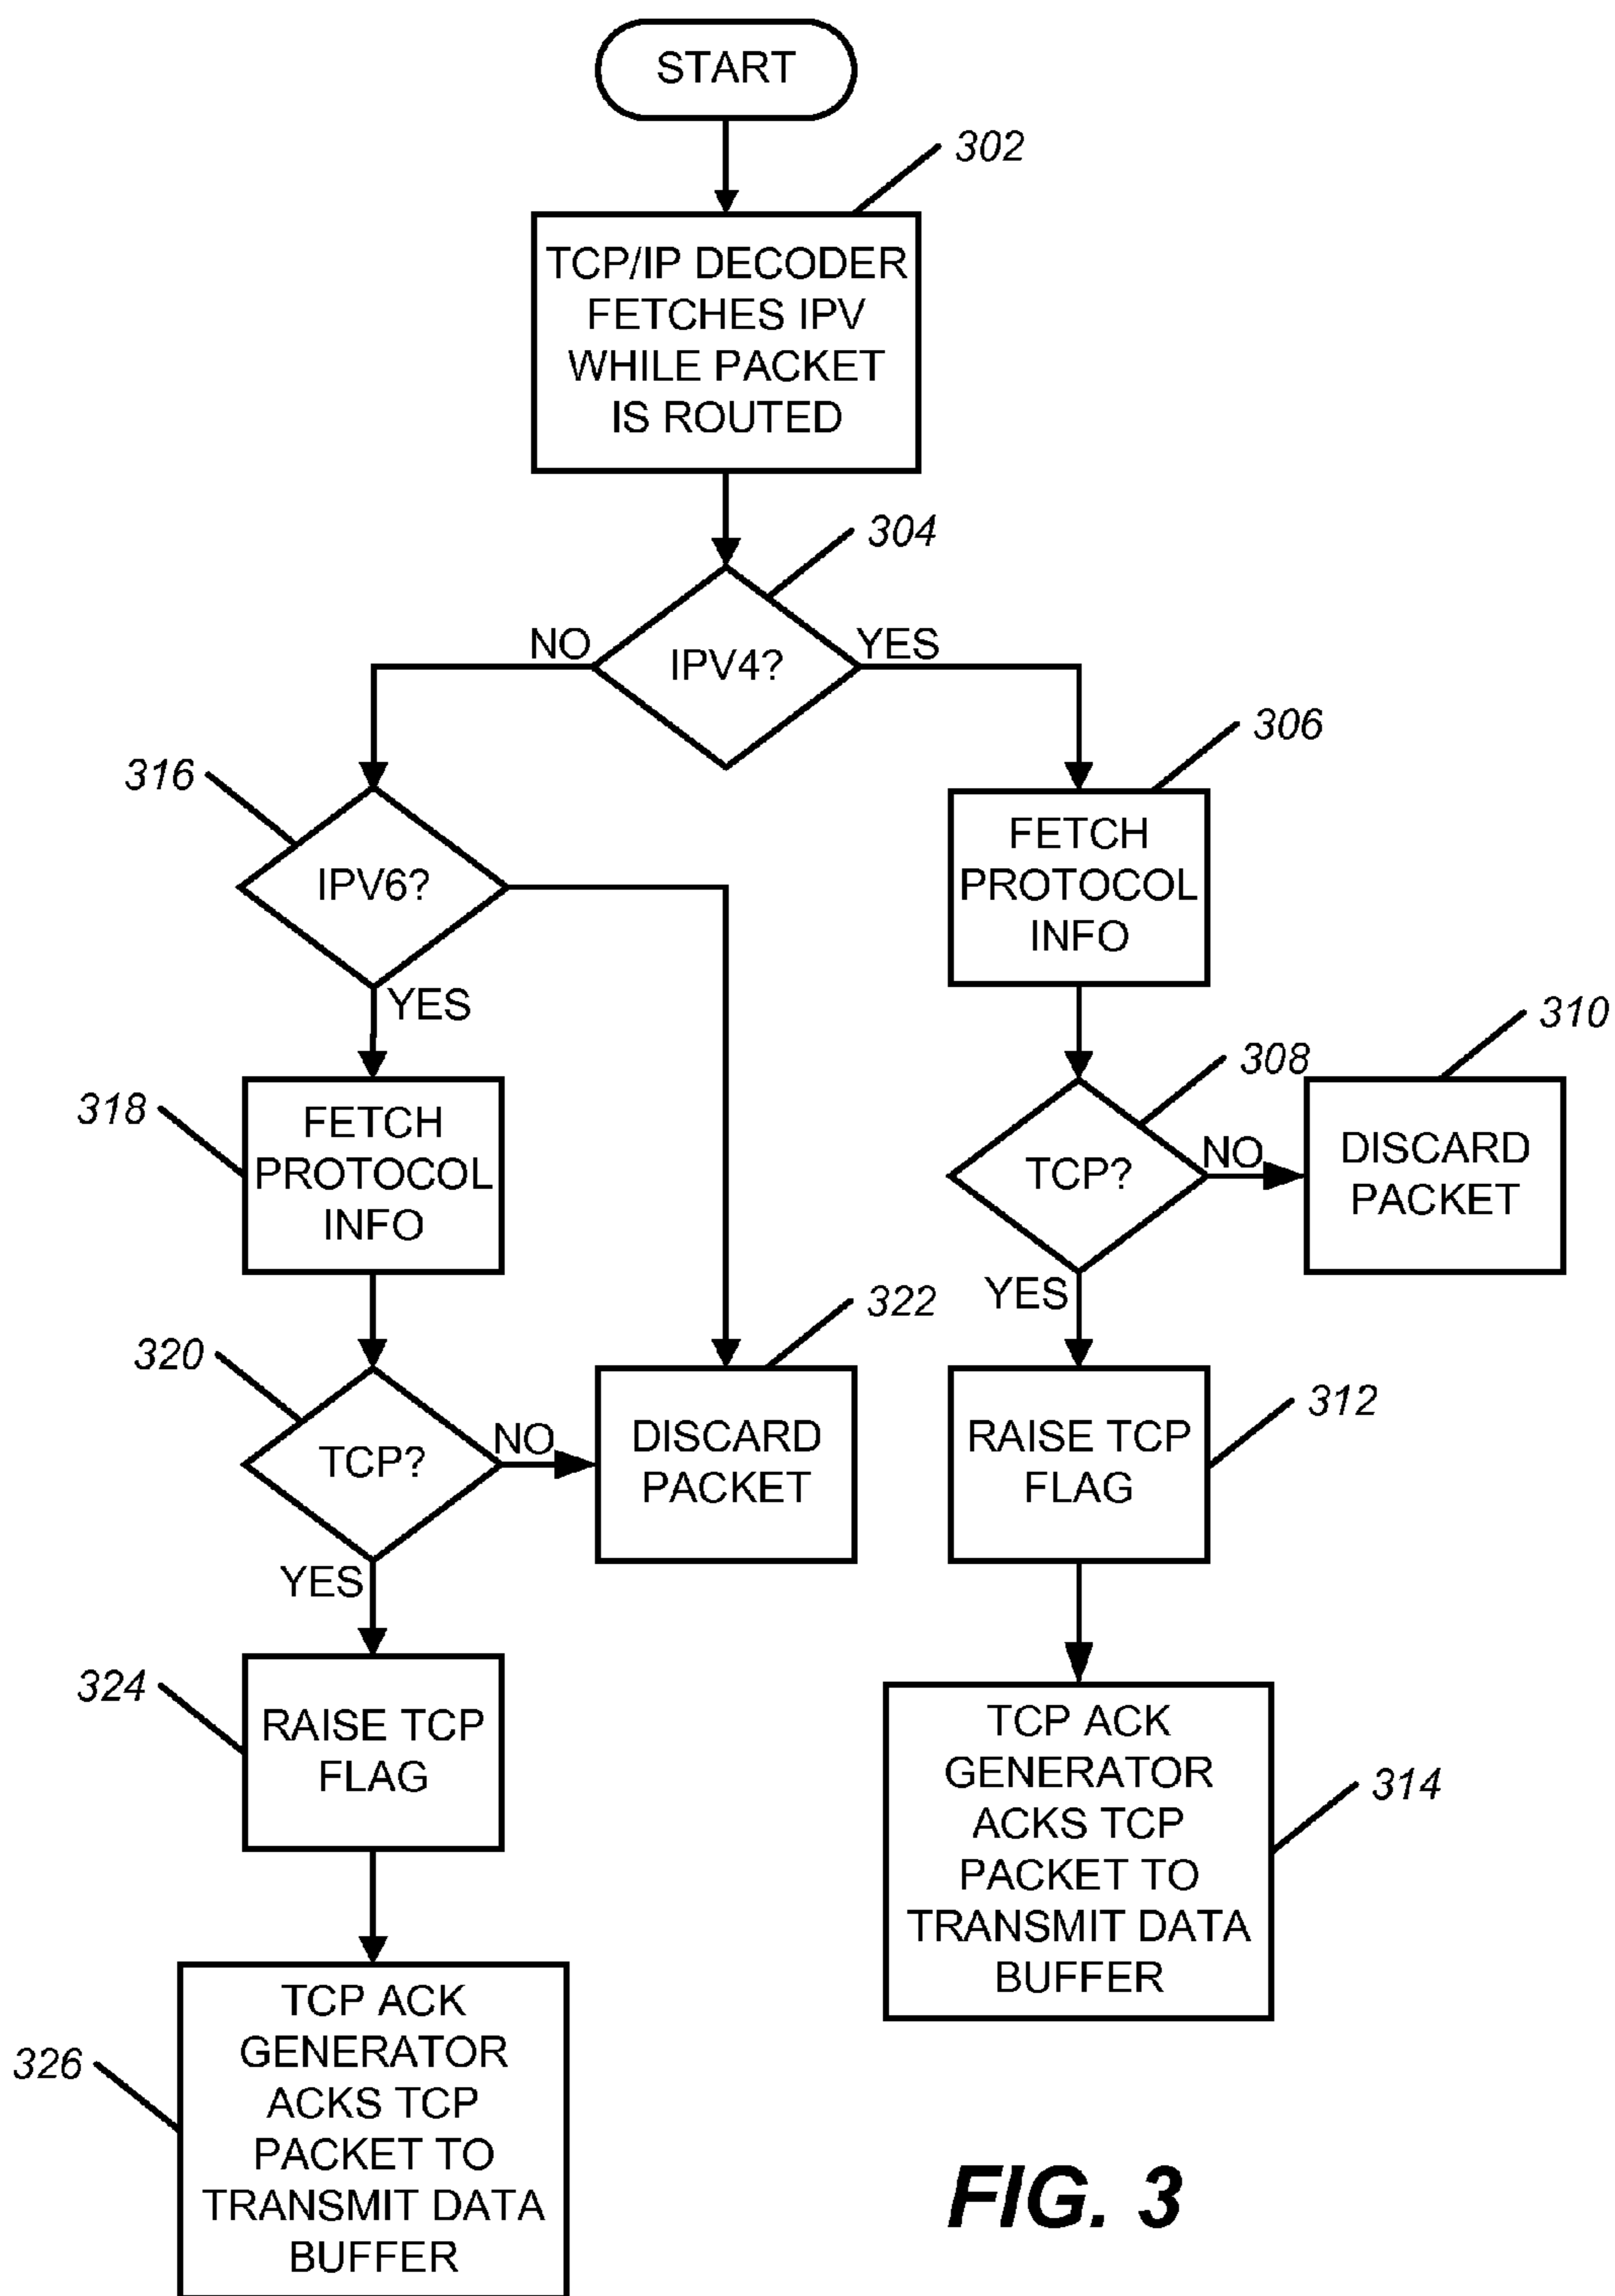 START
302
TCP/IP DECODER
FETCHES IPV
WHILE PACKET
IS ROUTED
304
NO
YES
IPV4?
306
316
FETCH
PROTOCOL
INFO
IPV6?
YES
310
308
318
FETCH
PROTOCOL
INFO
TCP?
NO
DISCARD
PACKET
YES
322
320
312
TCP?
NO
DISCARD
PACKET
RAISE TCP
FLAG
YES
324
RAISE TCP
FLAG
TCP ACK
GENERATOR
ACKS TCP
PACKET TO
TRANSMIT DATA
BUFFER
314
326
TCP ACK
GENERATOR
ACKS TCP
PACKET TO
TRANSMIT DATA
BUFFER
FIG. 3